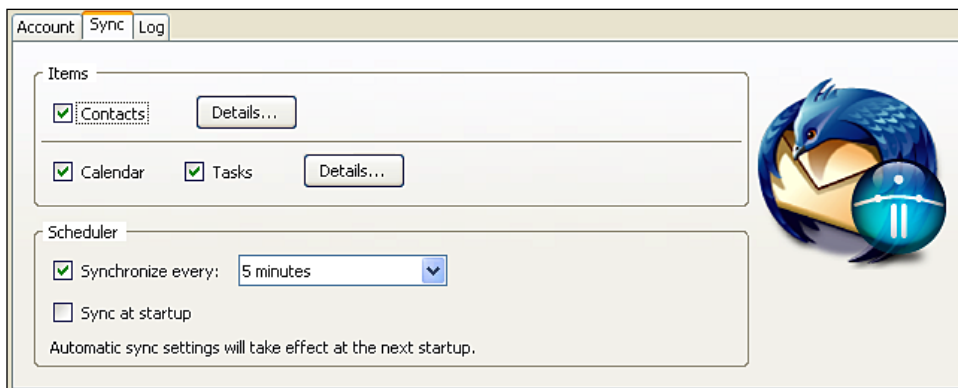 Account Sync Log
Items
Contacts Details...
Calendar Tasks Details...
Scheduler
Synchronize every: 5 minutes
Sync at startup
Automatic sync settings will take effect at the next startup.